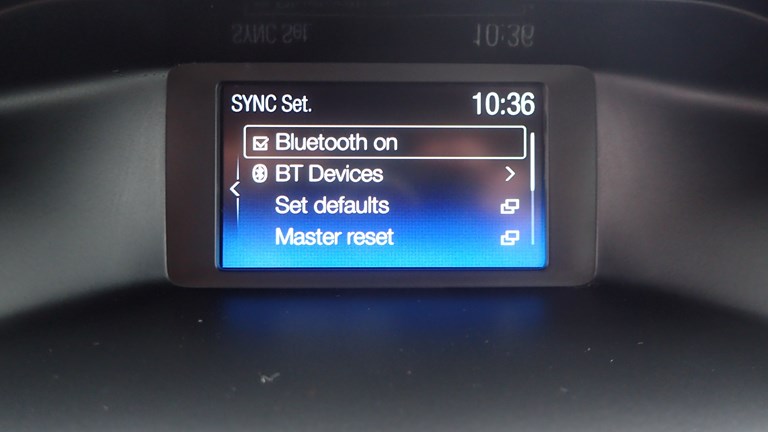 SYNC Set. 10:36
Bluetooth on
BT Devices
Set defaults
Master reset